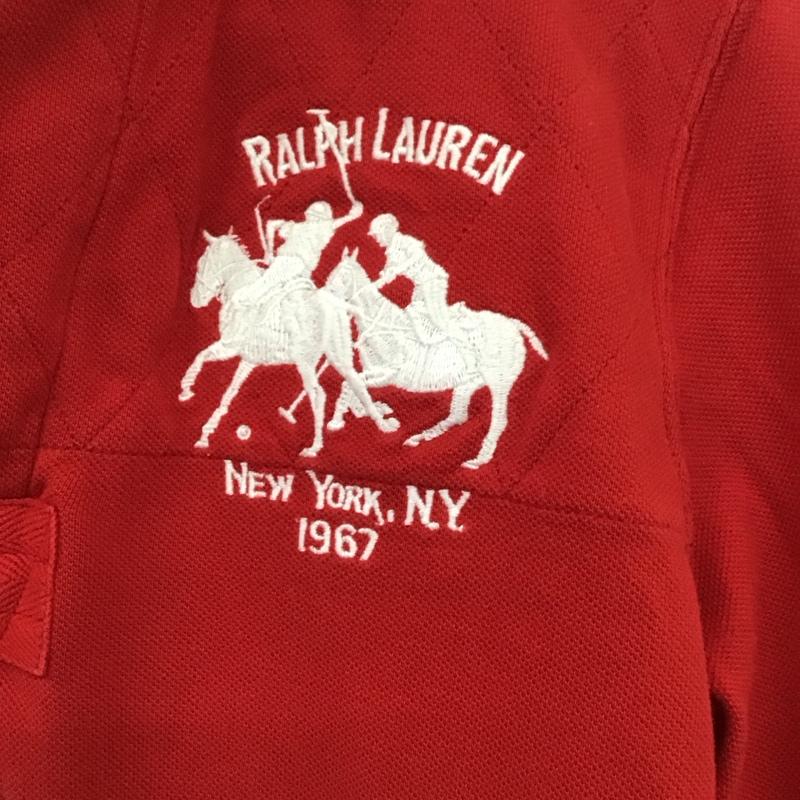 RALPH LAUREN
NEW YORK, N.Y.
1967